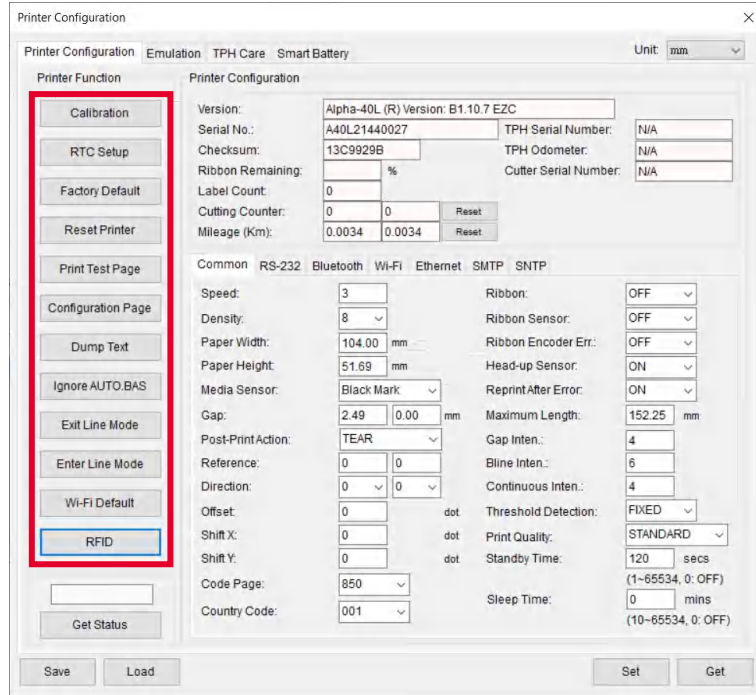 Printer Configuration
Printer Configuration Emulation TPH Care Smart Battery Unit: mm
Printer Function
Calibration
RTC Setup
Factory Default
Reset Printer
Print Test Page
Configuration Page
Dump Text
Ignore AUTO.BAS
Exit Line Mode
Enter Line Mode
Wi-Fi Default
RFID
Get Status
Printer Configuration
Version: Alpha-40L (R) Version: B1.10.7 EZC
Serial No.: A40L21440027 TPH Serial Number: N/A
Checksum: 13C9929B TPH Odometer: N/A
Ribbon Remaining: % Cutter Serial Number: N/A
Label Count: 0
Cutting Counter: 0 0 Reset
Mileage (Km): 0.0034 0.0034 Reset
Common RS-232 Bluetooth Wi-Fi Ethernet SMTP SNTP
Speed: 3 Ribbon: OFF
Density: 8 Ribbon Sensor: OFF
Paper Width: 104.00 mm Ribbon Encoder Err.: OFF
Paper Height: 51.69 mm Head-up Sensor: ON
Media Sensor: Black Mark Reprint After Error: ON
Gap: 2.49 0.00 mm Maximum Length: 152.25 mm
Post-Print Action: TEAR Gap Inten.: 4
Reference: 0 0 Bline Inten.: 6
Direction: 0 0 Continuous Inten.: 4
Offset: 0 dot Threshold Detection: FIXED
Shift X: 0 dot Print Quality: STANDARD
Shift Y: 0 dot Standby Time: 120 secs
(1~65534, 0: OFF)
Code Page: 850 Sleep Time: 0 mins
Country Code: 001 (10~65534, 0: OFF)
Save Load Set Get